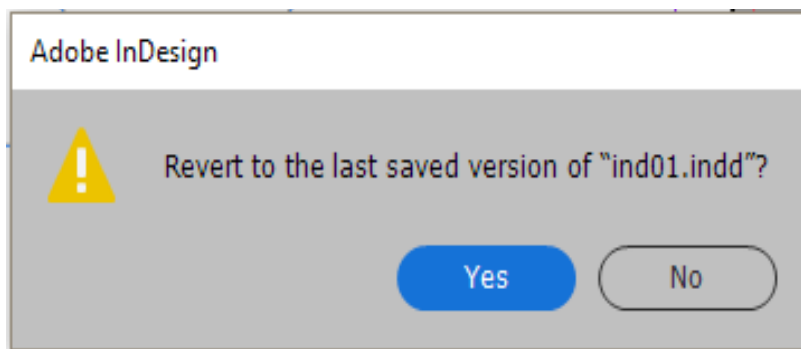 Adobe InDesign
Revert to the last saved version of “ind01.indd”?
Yes No